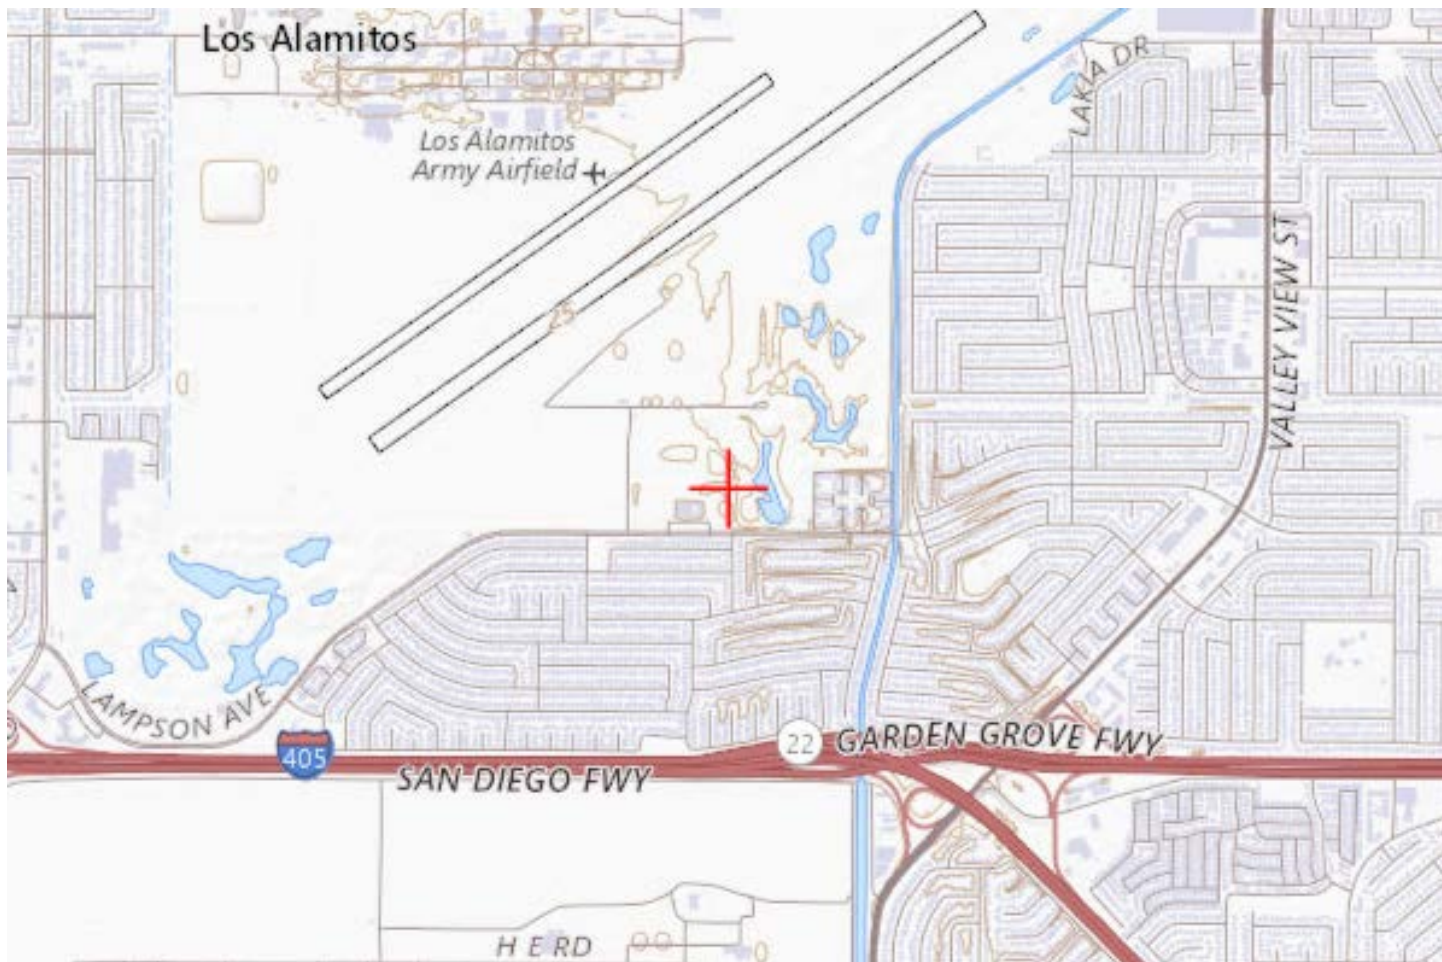 Los Alamitos
LAKIA DR
Los Alamitos
Army Airfield
VALLEY VIEW ST
LAMPSON AVE
405
22
GARDEN GROVE FWY
SAN DIEGO FWY
H E RD